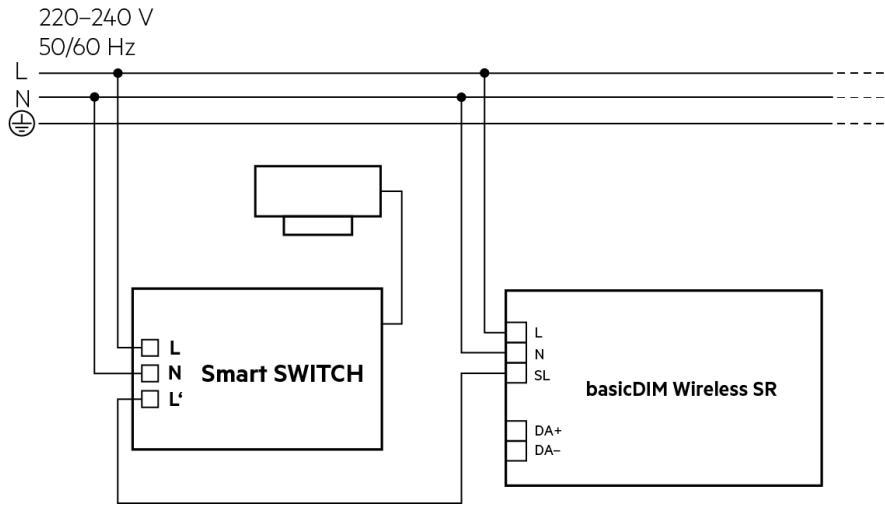 220–240 V
50/60 Hz
L
N
L
N
L‘
Smart SWITCH
L
N
SL
DA+
DA–
basicDIM Wireless SR